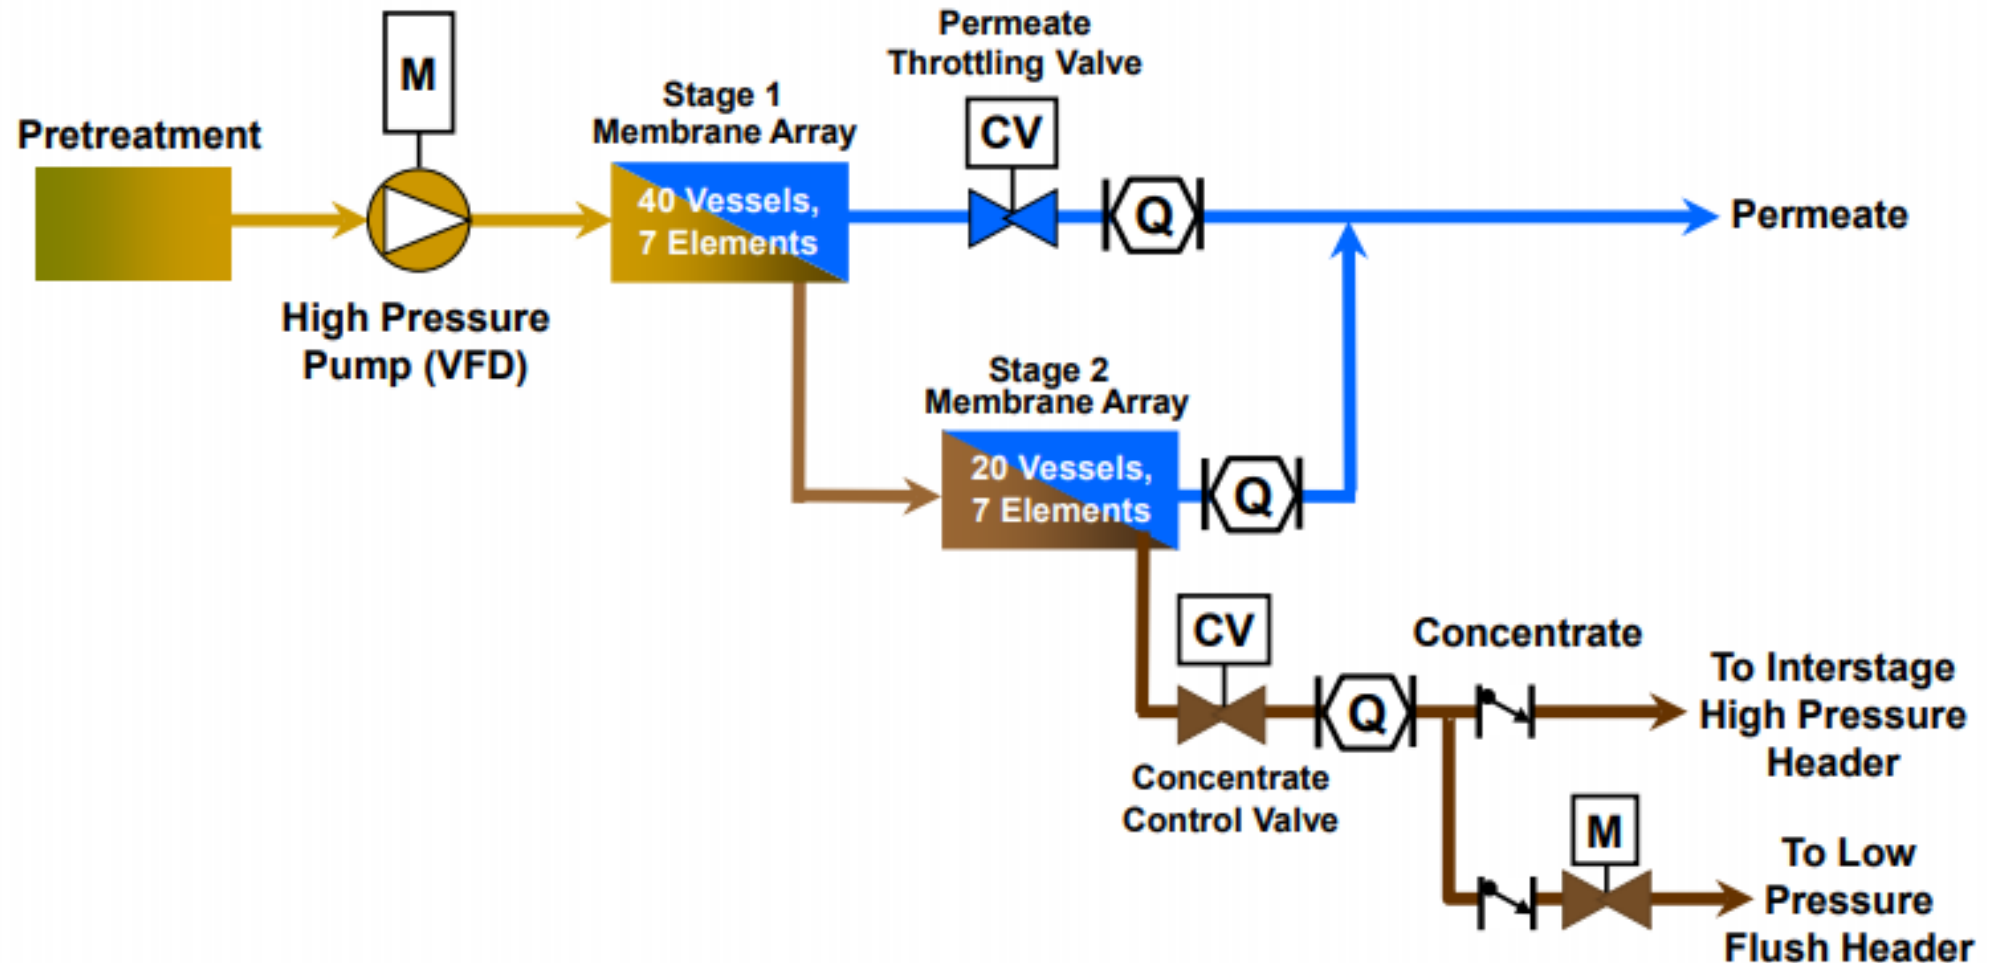 Permeate
Throttling Valve
M
CV
Stage 1
Membrane Array
Pretreatment
40 Vessels,
7 Elements
Q
Permeate
High Pressure
Pump (VFD)
Stage 2
Membrane Array
20 Vessels,
7 Elements
Q
CV
Concentrate
Q
To Interstage
High Pressure
Header
Concentrate
Control Valve
M
To Low
Pressure
Flush Header